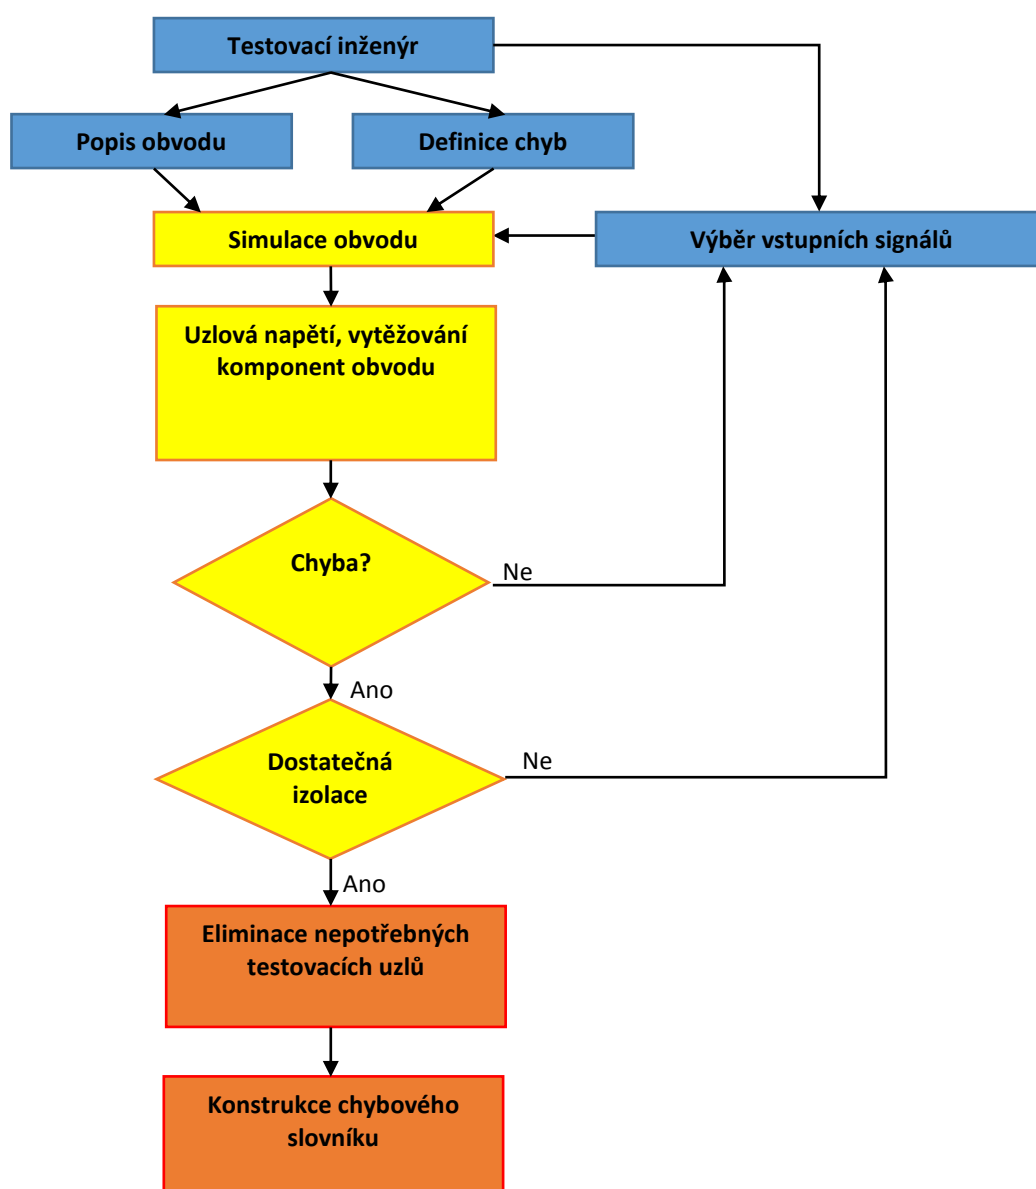 Testovací inženýr
Popis obvodu
Definice chyb
Simulace obvodu
Výběr vstupních signálů
Uzlová napětí, vytěžování
komponent obvodu
Chyba?
Ne
Ano
Dostatečná
izolace
Ne
Ano
Eliminace nepotřebných
testovacích uzlů
Konstrukce chybového
slovníku